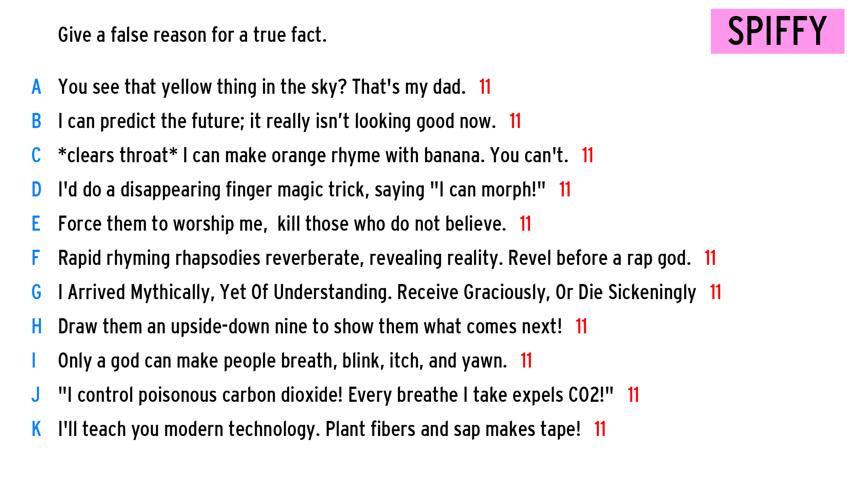 Give a false reason for a true fact.
SPIFFY
A You see that yellow thing in the sky? That's my dad. 11
B I can predict the future; it really isn't looking good now. 11
C *clears throat* I can make orange rhyme with banana. You can't. 11
D I'd do a disappearing finger magic trick, saying "I can morph!" 11
E Force them to worship me, kill those who do not believe. 11
F Rapid rhyming rhapsodies reverberate, revealing reality. Revel before a rap god. 11
G I Arrived Mythically, Yet Of Understanding. Receive Graciously, Or Die Sickeningly 11
H Draw them an upside-down nine to show them what comes next! 11
I Only a god can make people breath, blink, itch, and yawn. 11
J "I control poisonous carbon dioxide! Every breathe I take expels CO2!" 11
K I'll teach you modern technology. Plant fibers and sap makes tape! 11